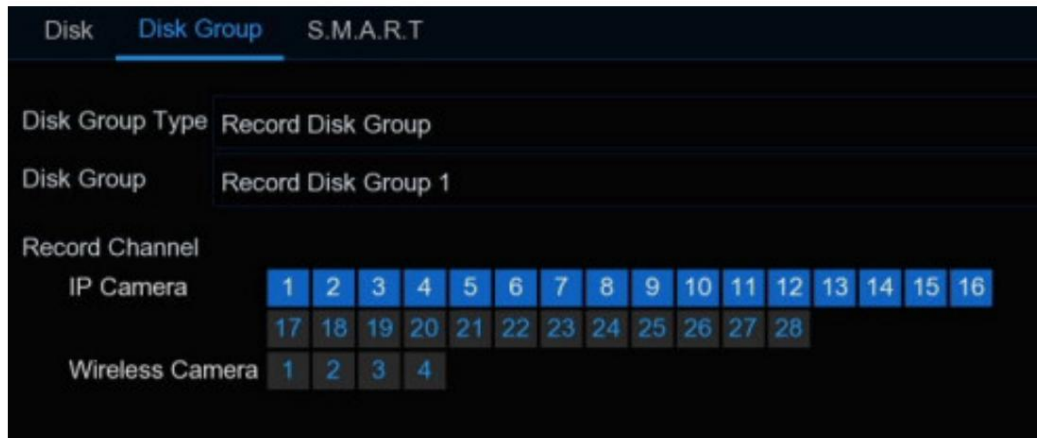 Disk Disk Group S.M.A.R.T
Disk Group Type Record Disk Group
Disk Group Record Disk Group 1
Record Channel
IP Camera 1 2 3 4 5 6 7 8 9 10 11 12 13 14 15 16
17 18 19 20 21 22 23 24 25 26 27 28
Wireless Camera 1 2 3 4